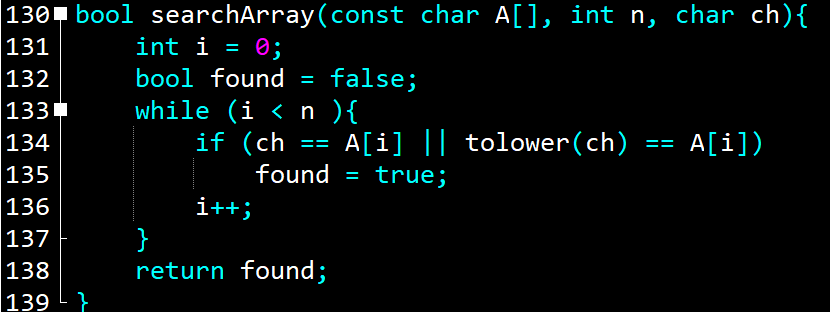 130 bool searchArray(const char A[], int n, char ch){
131     int i = 0;
132     bool found = false;
133     while (i < n ){
134         if (ch == A[i] || tolower(ch) == A[i])
135             found = true;
136         i++;
137     }
138     return found;
139 }